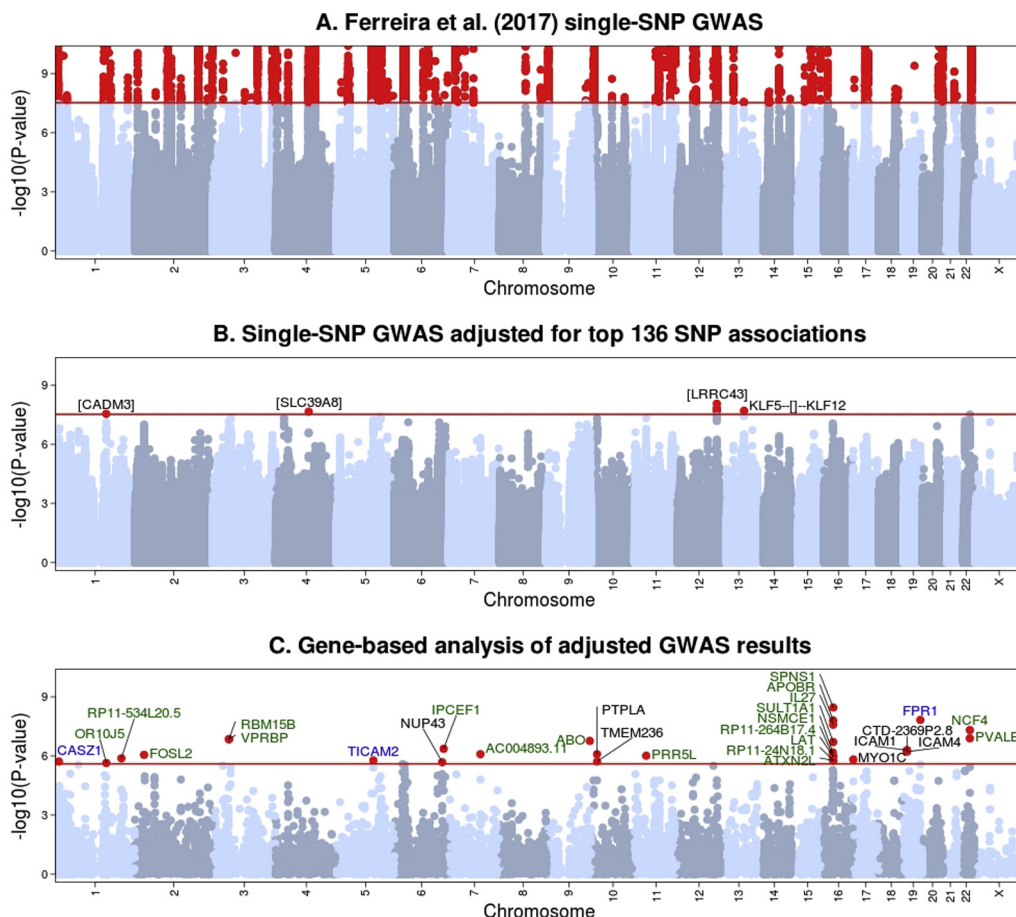 A. Ferreira et al. (2017) single-SNP GWAS
-log10(P-value)
9
6
3
0
1 2 3 4 5 6 7 8 9 10 11 12 13 14 15 16 17 18 19 20 21 22 X
Chromosome
B. Single-SNP GWAS adjusted for top 136 SNP associations
-log10(P-value)
9
6
3
0
[CADM3]
[SLC39A8]
[LRRC43]
KLF5--[]--KLF12
1 2 3 4 5 6 7 8 9 10 11 12 13 14 15 16 17 18 19 20 21 22 X
Chromosome
C. Gene-based analysis of adjusted GWAS results
-log10(P-value)
9
6
3
0
CASZ1
OR10J5
RP11-534L20.5
FOSL2
RBM15B
VPRBP
TICAM2
NUP43
IPCEF1
AC004893.11
ABO
PTPLA
TMEM236
PRR5L
SPNS1
APOBR
IL27
SULT1A1
NSMCE1
RP11-264B17.4
LAT
RP11-24N18.1
ATXN2L
MYO1C
FPR1
CTD-2369P2.8
ICAM1
ICAM4
NCF4
PVALB
1 2 3 4 5 6 7 8 9 10 11 12 13 14 15 16 17 18 19 20 21 22 X
Chromosome